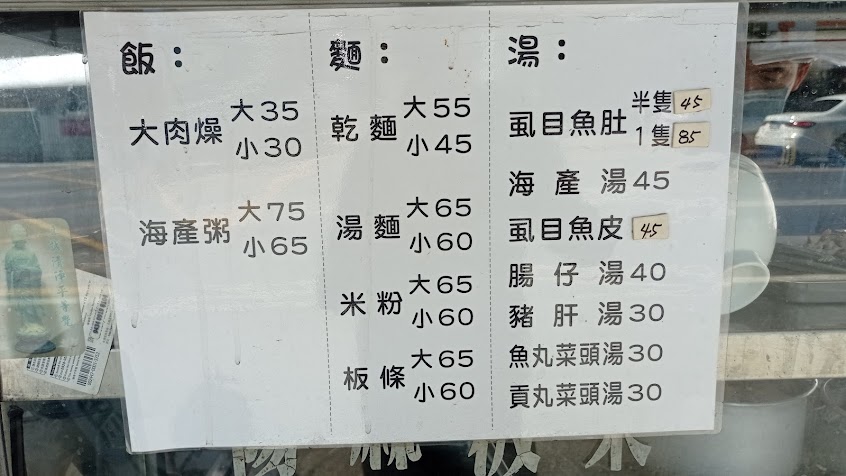 飯：
大肉燥 大35
小30
海產粥 大75
小65
麵：
乾麵 大55
小45
湯麵 大65
小60
米粉 大65
小60
板條 大65
小60
湯：
虱目魚肚 半隻 45
1隻 85
海產湯45
虱目魚皮 45
腸仔湯40
豬肝湯30
魚丸菜頭湯30
貢丸菜頭湯30